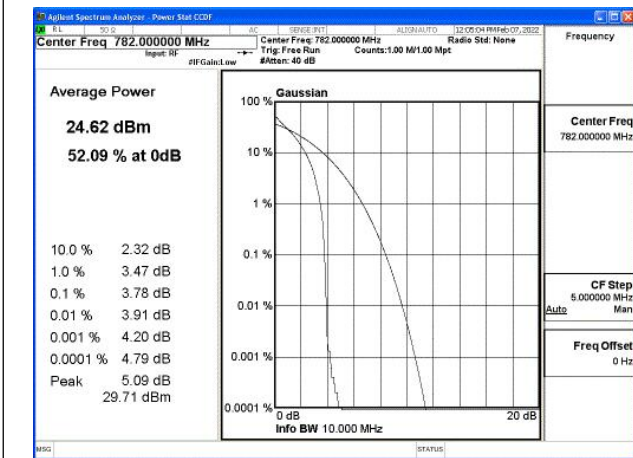 Agilent Spectrum Analyzer - Power Stat CCDF
RL 50 Ω AC SENSE:INT ALIGNAUTO 12:05:04 PM Feb 07, 2022
Center Freq 782.000000 MHz
Input: RF
#IFGain:Low
Center Freq: 782.000000 MHz
Radio Std: None
Trig: Free Run
Counts:1.00 M/1.00 Mpt
#Atten: 40 dB
Average Power
24.62 dBm
52.09 % at 0dB
10.0 % 2.32 dB
1.0 % 3.47 dB
0.1 % 3.78 dB
0.01 % 3.91 dB
0.001 % 4.20 dB
0.0001 % 4.79 dB
Peak 5.09 dB
29.71 dBm
Gaussian
100 %
10 %
1 %
0.1 %
0.01 %
0.001 %
0.0001 %
0 dB
20 dB
Info BW 10.000 MHz
Frequency
Center Freq
782.000000 MHz
CF Step
5.000000 MHz
Auto Man
Freq Offset
0 Hz
MSG
STATUS